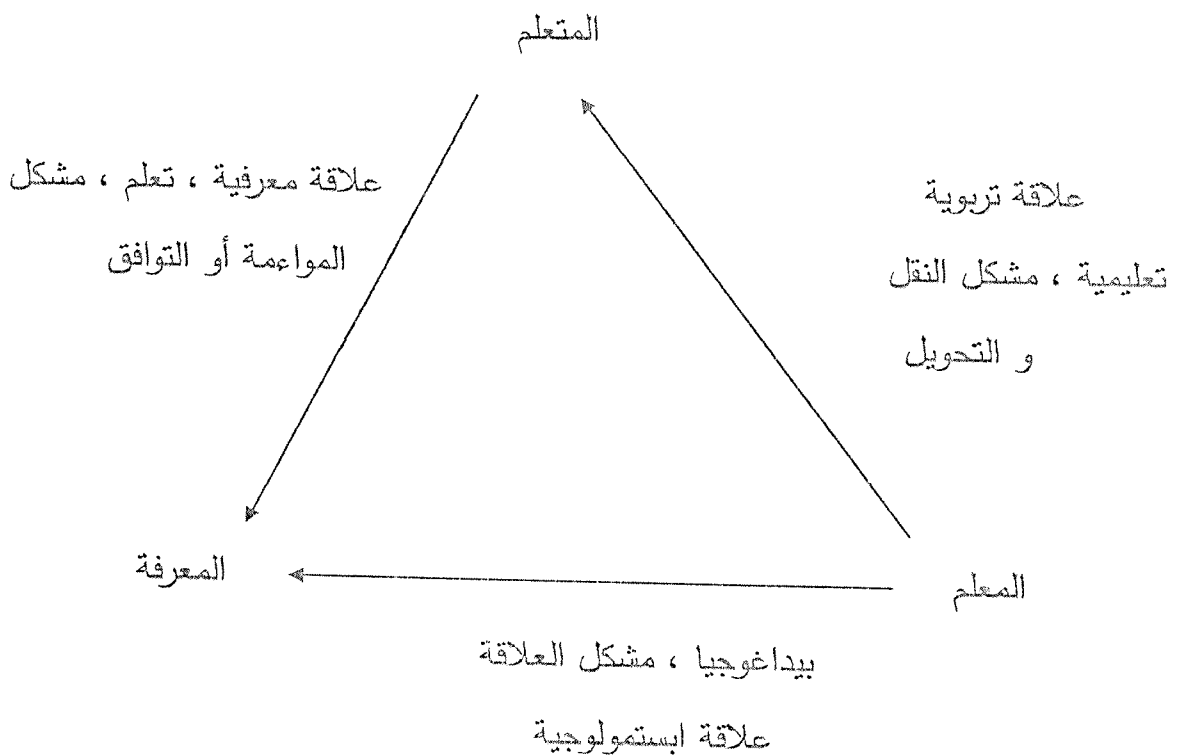 المتعلم
علاقة معرفية ، تعلم ، مشكل
المواءمة أو التوافق
علاقة تربوية
تعليمية ، مشكل النقل
و التحويل
المعرفة
المعلم
بيداغوجيا ، مشكل العلاقة
علاقة ابستمولوجية